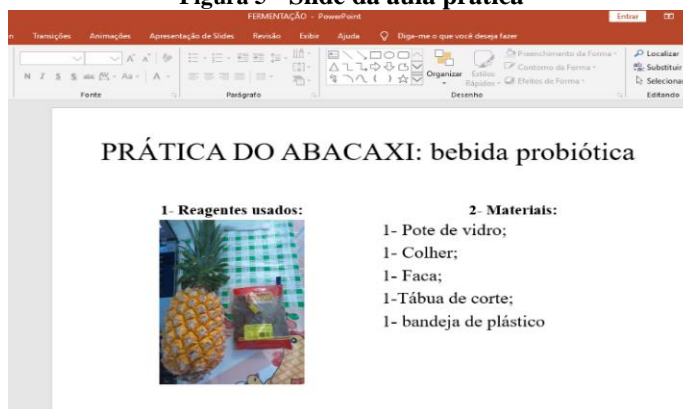 Figura 5 - Slide da aula prática
FERMENTAÇÃO - PowerPoint
Entrar
Transições Animações Apresentação de Slides Revisão Exibir Ajuda Diga-me o que você deseja fazer
Preenchimento da Forma
Localizar
Contorno da Forma
Substituir
N I S S abc AV Aa A
Organizar Estilos Rápidos
Efeitos de Forma
Selecionar
Fonte Parágrafo Desenho Editando
PRÁTICA DO ABACAXI: bebida probiótica
1- Reagentes usados:
2- Materiais:
1- Pote de vidro;
1- Colher;
1- Faca;
1-Tábua de corte;
1- bandeja de plástico